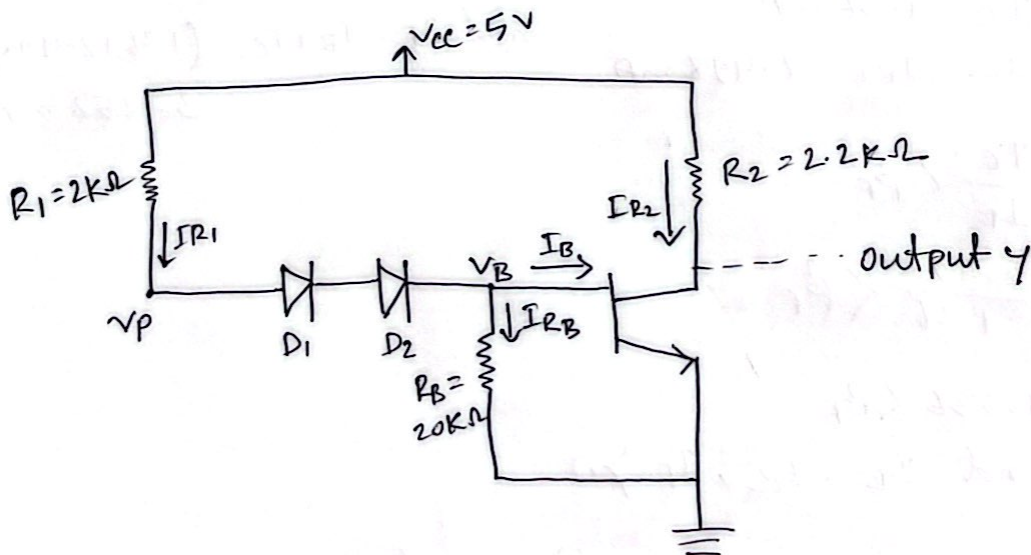 Vcc=5V
R1=2KΩ
R2=2.2KΩ
IR1
IR2
VP
D1
D2
VB
IB
IRB
RB=
20KΩ
output Y